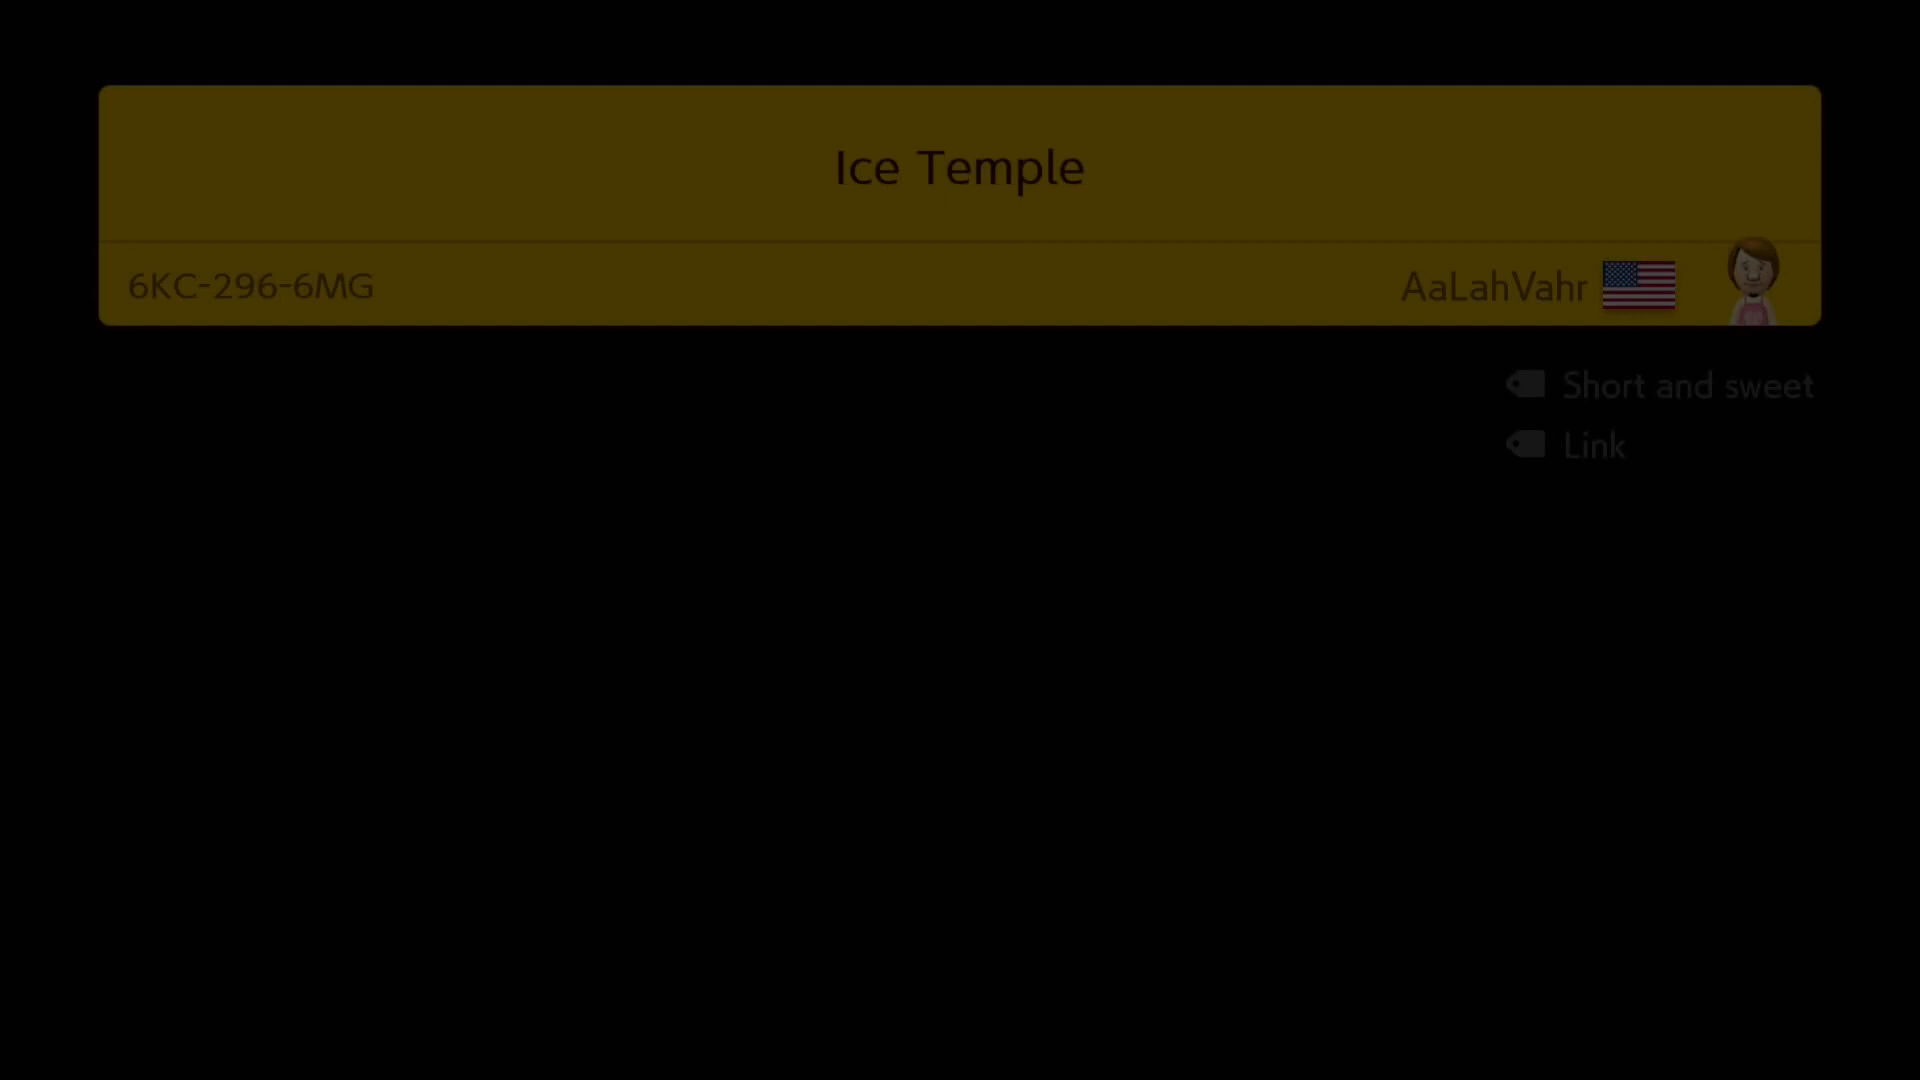 Ice Temple
6KC-296-6MG
AaLahVahr
Short and sweet
Link